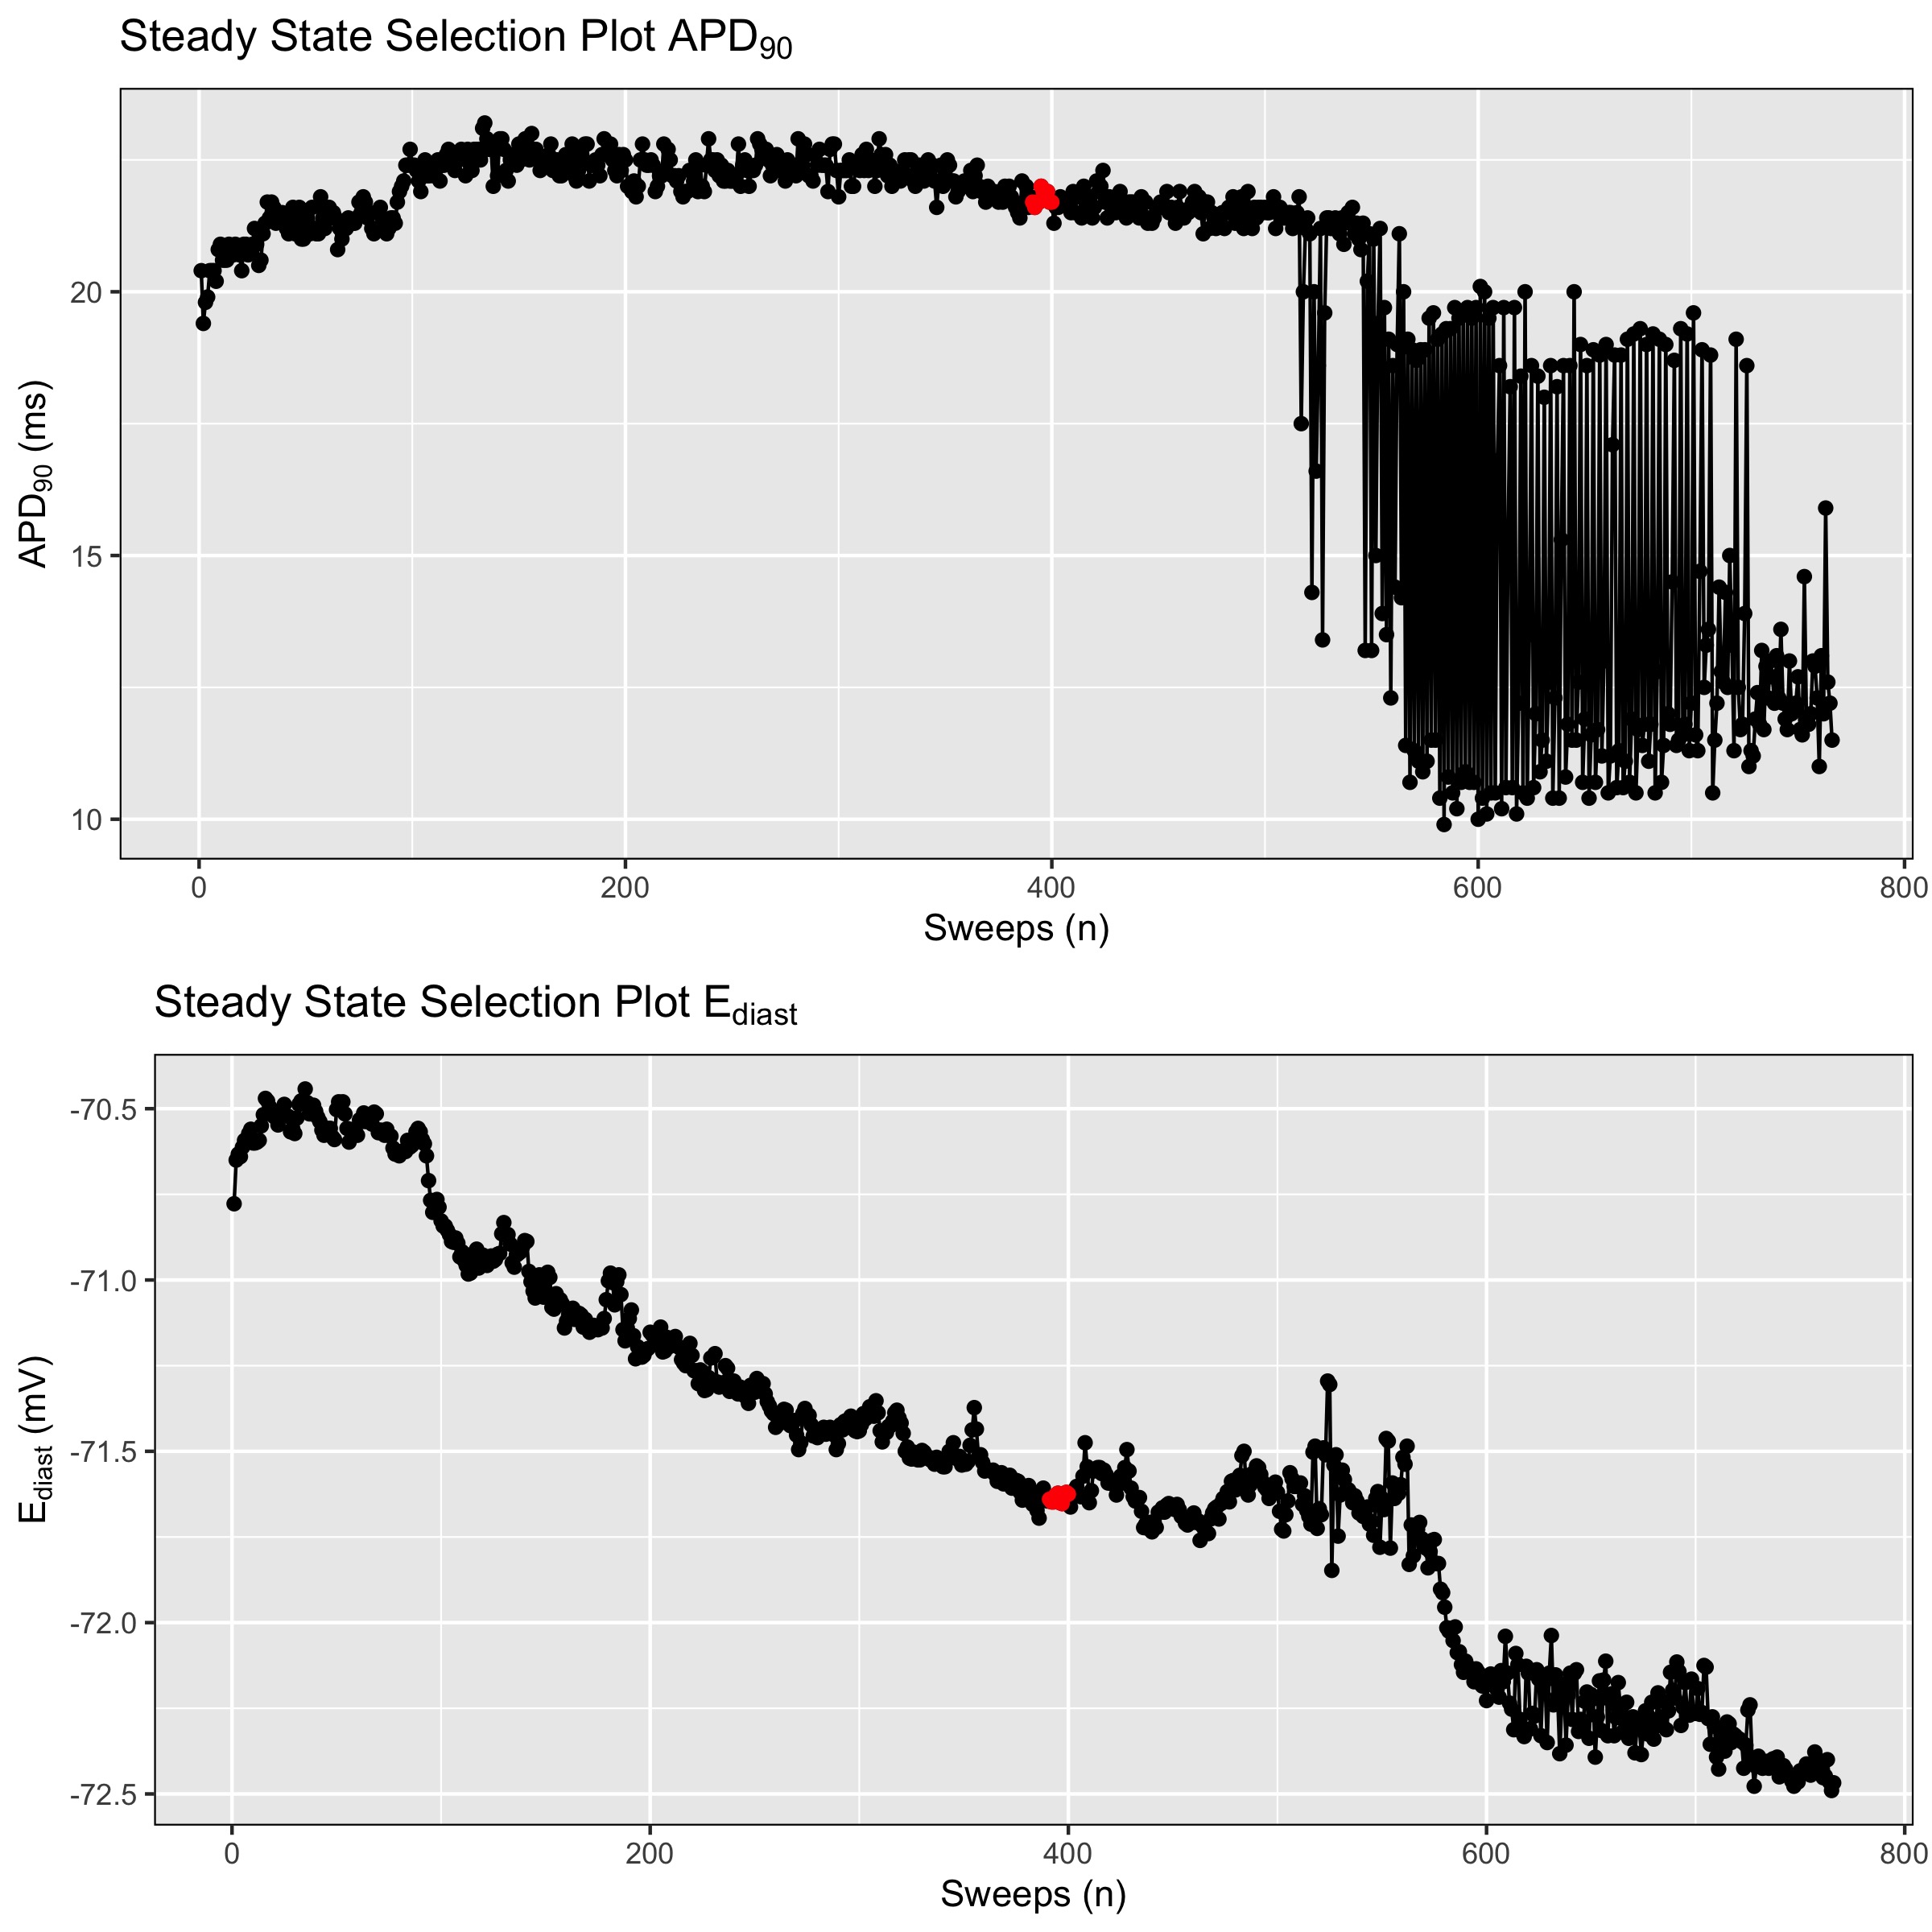 Steady State Selection Plot APD90
APD90 (ms)
20
15
10
0 200 400 600 800
Sweeps (n)
Steady State Selection Plot Ediast
Ediast (mV)
-70.5
-71.0
-71.5
-72.0
-72.5
0 200 400 600 800
Sweeps (n)